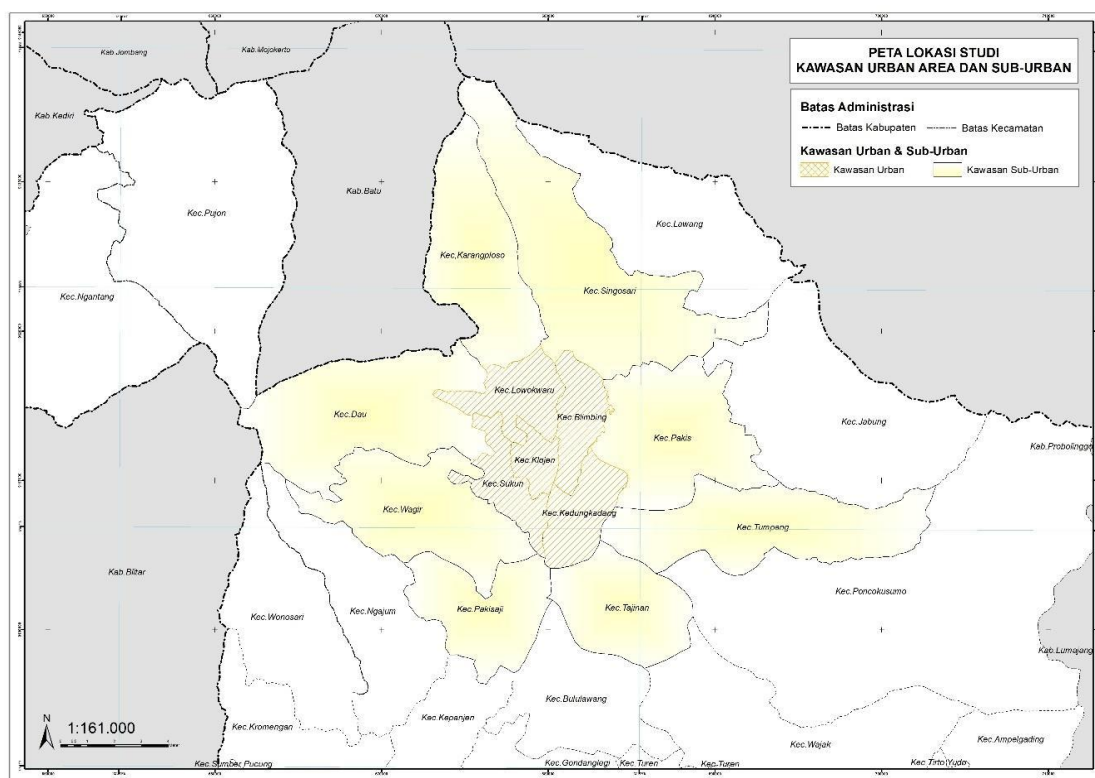 PETA LOKASI STUDI
KAWASAN URBAN AREA DAN SUB-URBAN
Batas Administrasi
Batas Kabupaten
Batas Kecamatan
Kawasan Urban & Sub-Urban
Kawasan Urban
Kawasan Sub-Urban
Kab.Jombang
Kab.Mojokerto
Kab.Kediri
Kab.Batu
Kec.Pujon
Kec.Lawang
Kec.Karangploso
Kec.Ngantang
Kec.Singosari
Kec.Lowokwaru
Kec.Dau
Kec.Blimbing
Kec.Jabung
Kec.Pakis
Kab.Probolinggo
Kec.Klojen
Kec.Sukun
Kec.Wagir
Kec.Kedungkadang
Kec.Tumpang
Kab.Blitar
Kec.Poncokusumo
Kec.Wonosari
Kec.Ngajum
Kec.Pakisaji
Kec.Tajinan
Kab.Lumajang
Kec.Bululawang
Kec.Kepanjen
Kec.Kromengan
N
1:161.000
Kec.Wajak
Kec.Ampelgading
Kec.Sumber Pucung
Kec.Gondanglegi
Kec.Turen
Kec.Turen
Kec.Tirto Yudo